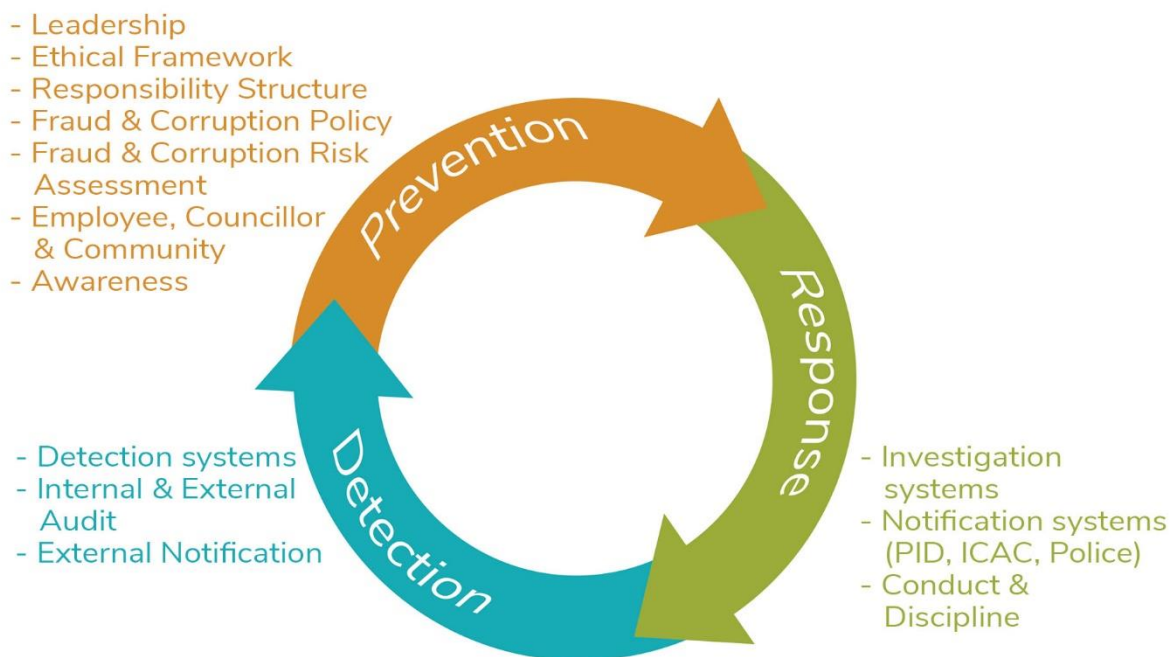 - Leadership
- Ethical Framework
- Responsibility Structure
- Fraud & Corruption Policy
- Fraud & Corruption Risk
Assessment
- Employee, Councillor
& Community
- Awareness
Prevention
Response
Detection
- Detection systems
- Internal & External
Audit
- External Notification
- Investigation
systems
- Notification systems
(PID, ICAC, Police)
- Conduct &
Discipline